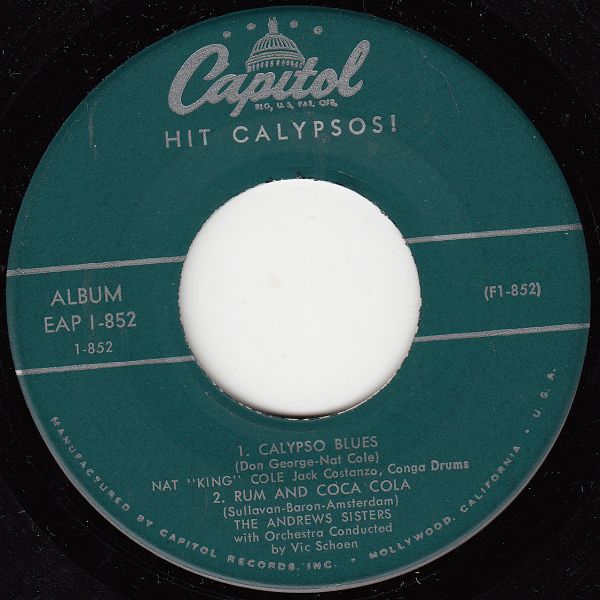 Capitol
REG. U.S. PAT. OFF.
HIT CALYPSOS!
ALBUM
EAP 1-852
1-852
(F1-852)
1. CALYPSO BLUES
(Don George-Nat Cole)
NAT "KING" COLE Jack Costanzo, Conga Drums
2. RUM AND COCA COLA
(Sullavan-Baron-Amsterdam)
THE ANDREWS SISTERS
with Orchestra Conducted
by Vic Schoen
MANUFACTURED BY CAPITOL RECORDS, INC. • HOLLYWOOD, CALIFORNIA • U.S.A.